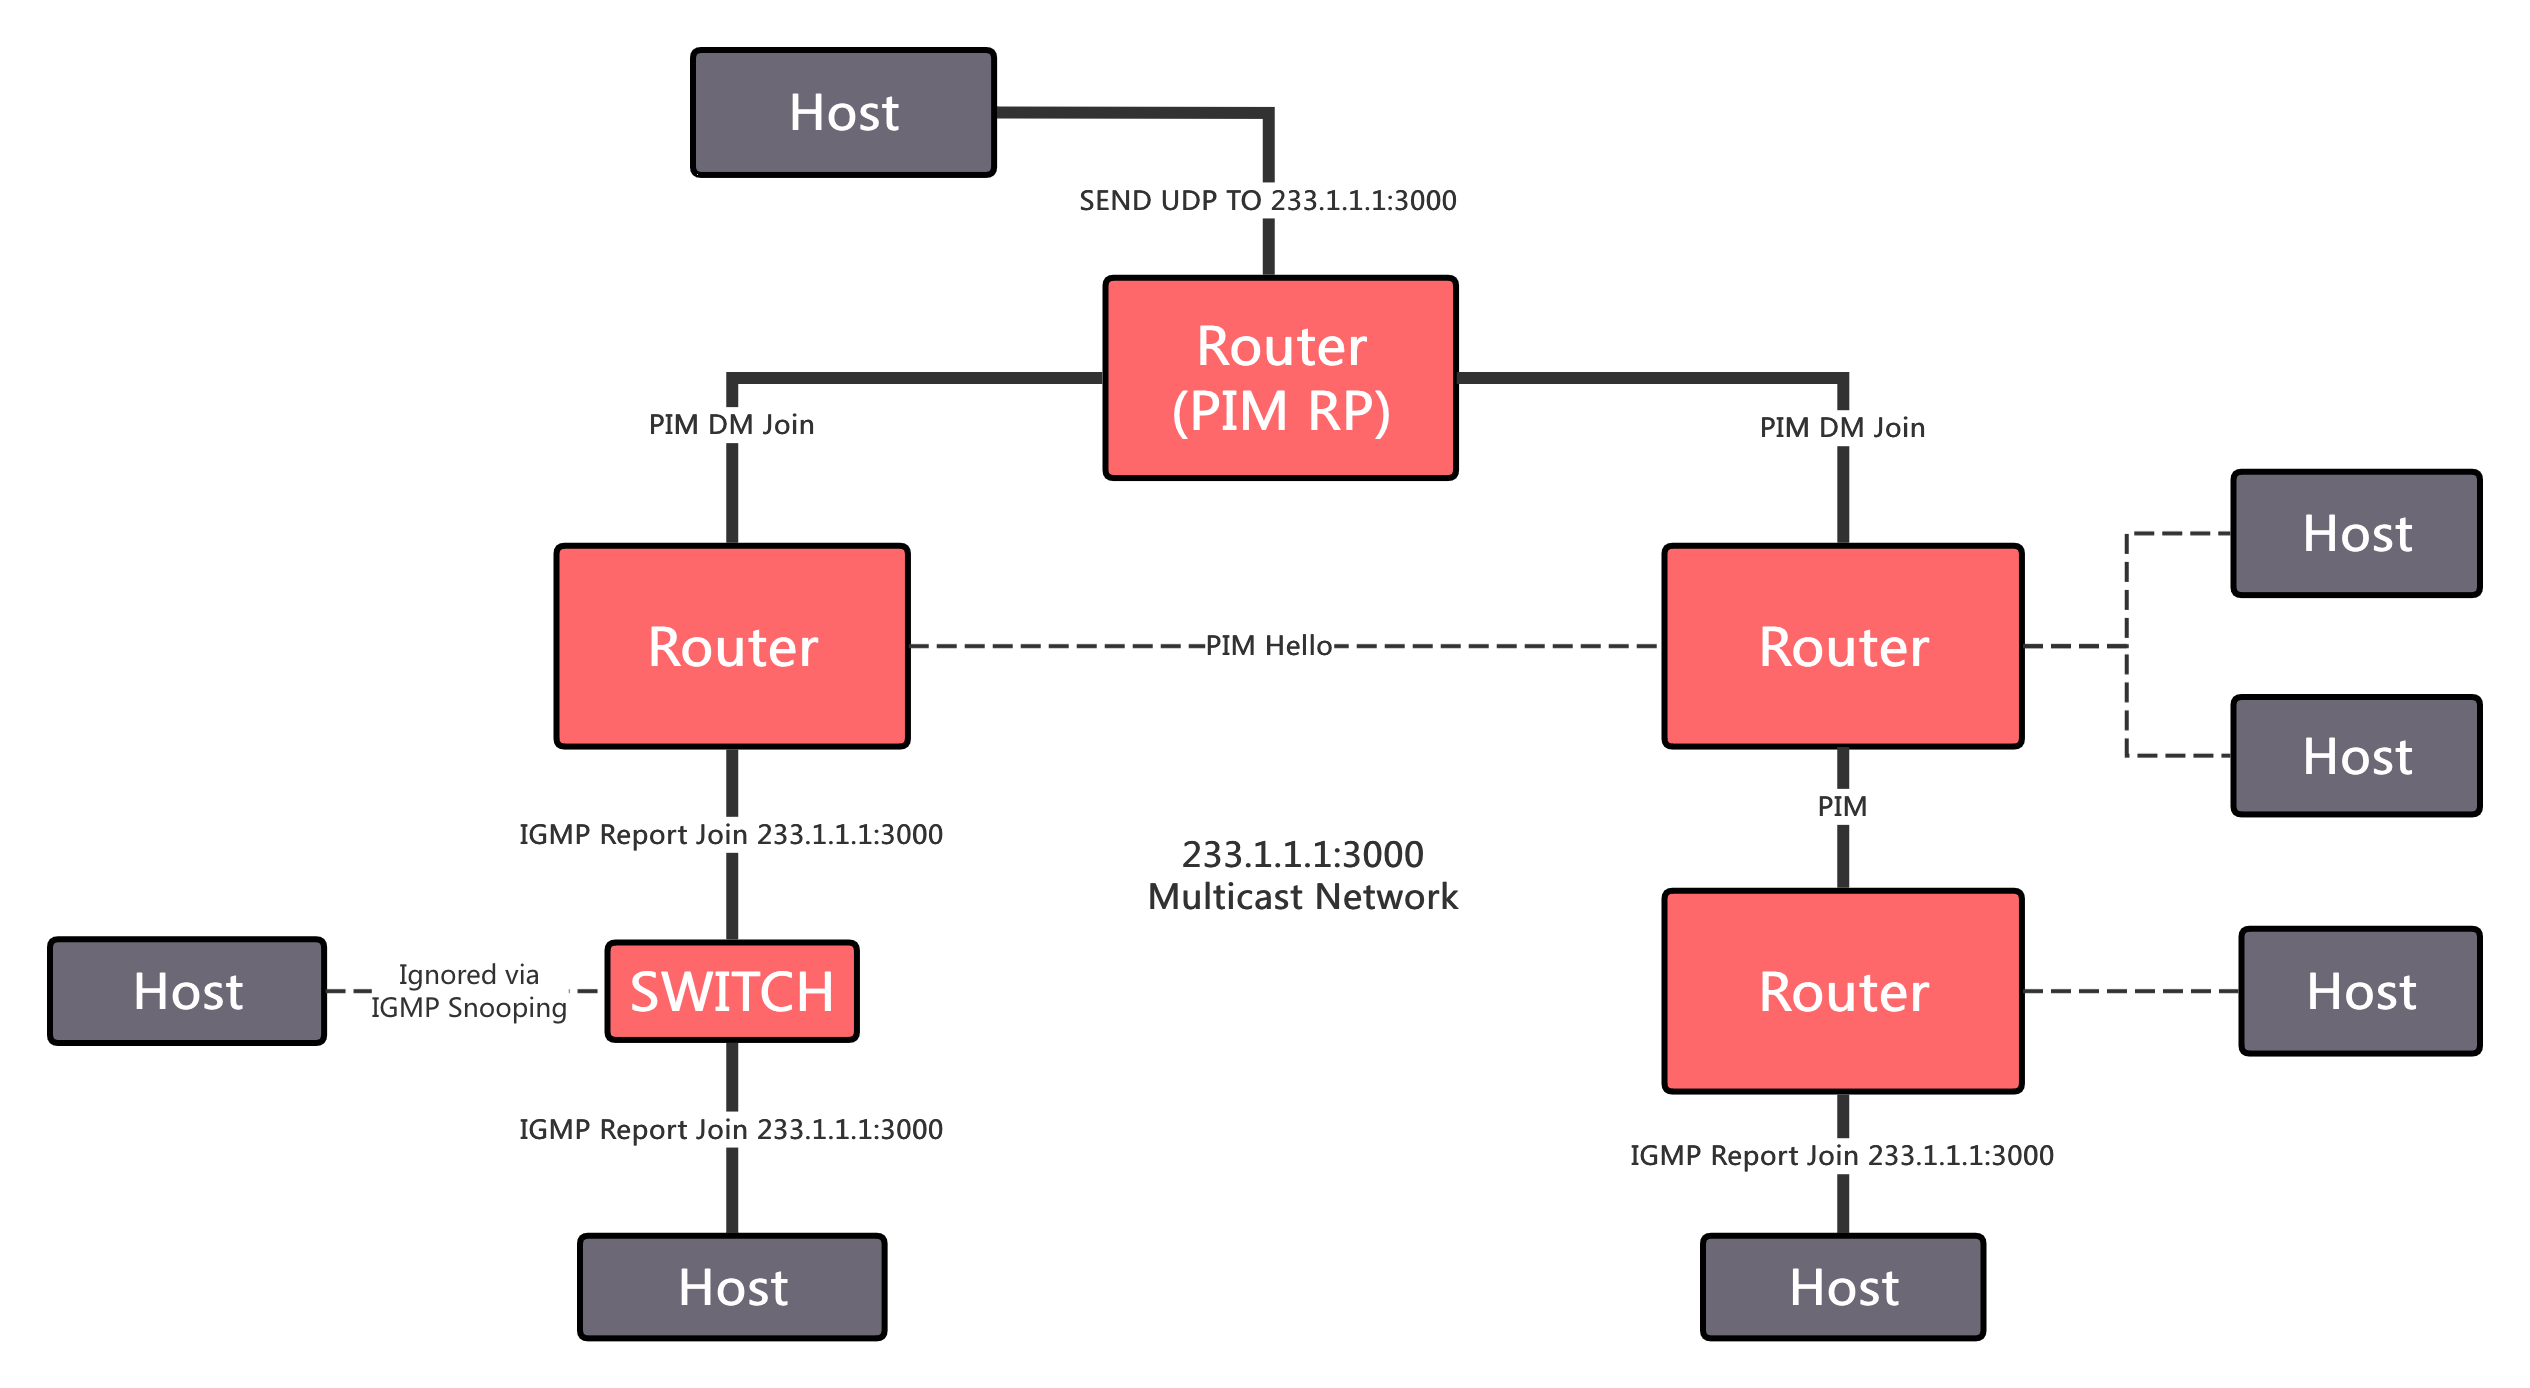 Host
SEND UDP TO 233.1.1.1:3000
Router
(PIM RP)
PIM DM Join
PIM DM Join
Host
Router
PIM Hello
Router
Host
PIM
IGMP Report Join 233.1.1.1:3000
233.1.1.1:3000
Multicast Network
Host
Ignored via
IGMP Snooping
SWITCH
Router
Host
IGMP Report Join 233.1.1.1:3000
IGMP Report Join 233.1.1.1:3000
Host
Host